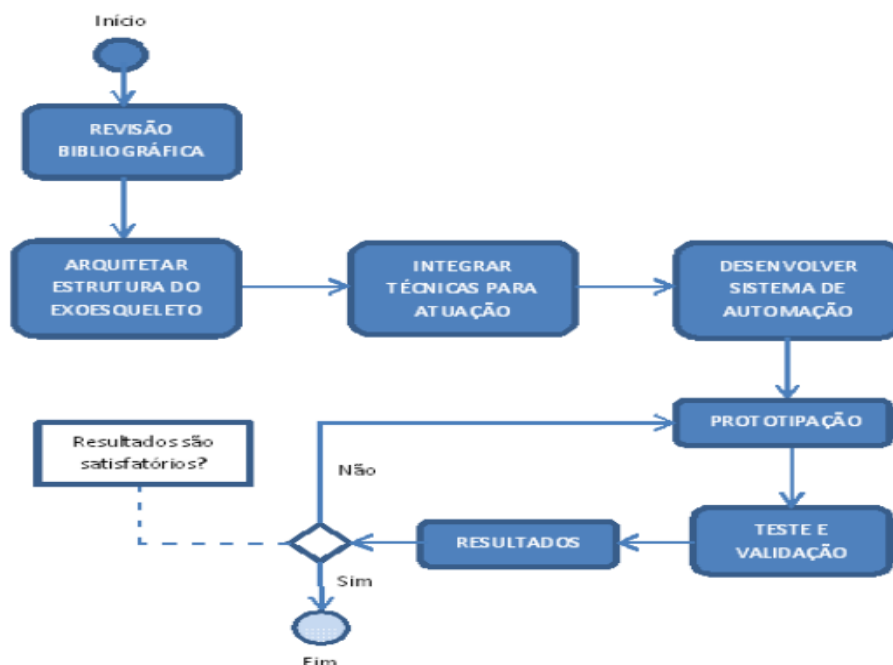 Início
REVISÃO
BIBLIOGRÁFICA
ARQUITETAR
ESTRUTURA DO
EXOESQUELETO
INTEGRAR
TÉCNICAS PARA
ATUAÇÃO
DESENVOLVER
SISTEMA DE
AUTOMAÇÃO
PROTOTIPAÇÃO
TESTE E
VALIDAÇÃO
RESULTADOS
Resultados são
satisfatórios?
Não
Sim
Fim